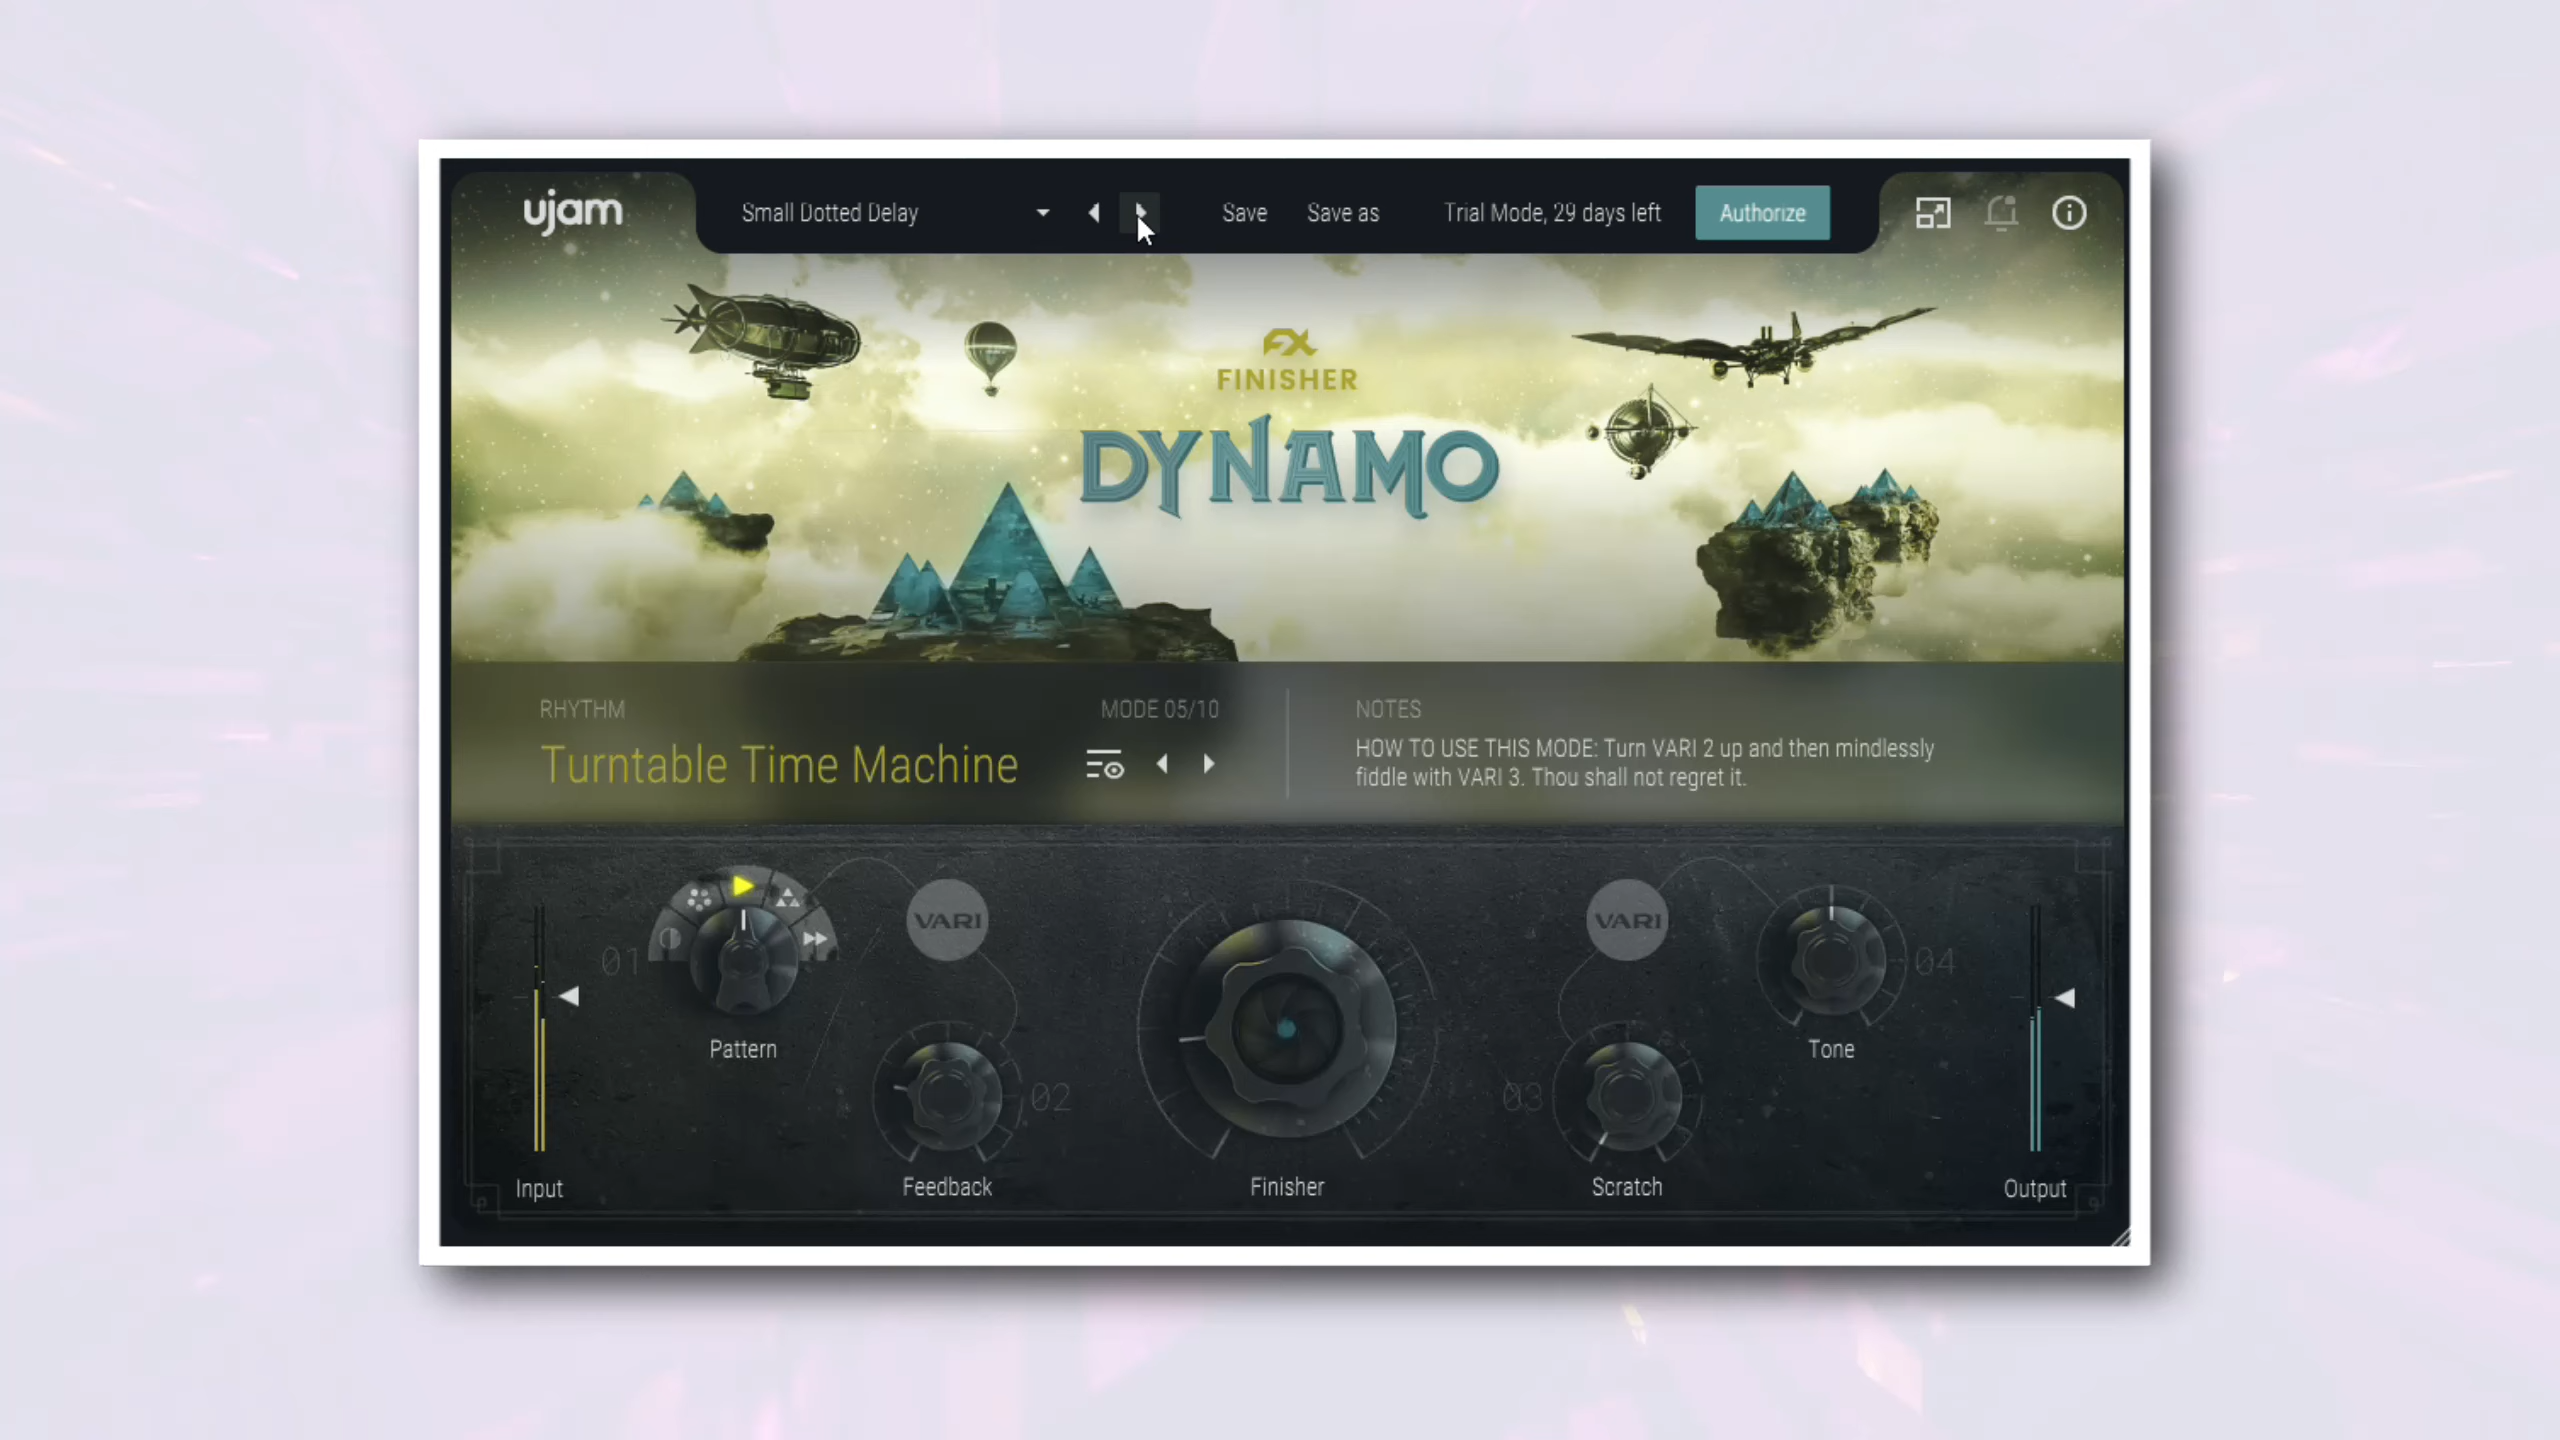 ujam
Small Dotted Delay
Save
Save as
Trial Mode, 29 days left
Authorize
FX
FINISHER
DYNAMO
RHYTHM
MODE 05/10
Turntable Time Machine
NOTES
HOW TO USE THIS MODE: Turn VARI 2 up and then mindlessly
fiddle with VARI 3. Thou shall not regret it.
VARI
VARI
01
04
Pattern
Tone
02
03
Input
Feedback
Finisher
Scratch
Output